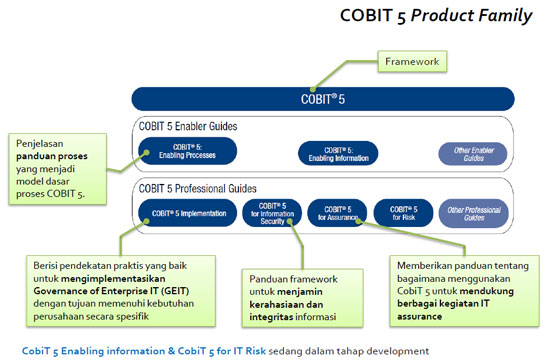 COBIT 5 Product Family
Framework
COBIT® 5
COBIT 5 Enabler Guides
COBIT® 5:
Enabling Processes
COBIT® 5:
Enabling Information
Other Enabler
Guides
Penjelasan
panduan proses
yang menjadi
model dasar
proses COBIT 5.
COBIT 5 Professional Guides
COBIT® 5 Implementation
COBIT® 5
for Information
Security
COBIT® 5
for Assurance
COBIT® 5
for Risk
Other Professional
Guides
Berisi pendekatan praktis yang baik
untuk mengimplementasikan
Governance of Enterprise IT (GEIT)
dengan tujuan memenuhi kebutuhan
perusahaan secara spesifik
Panduan framework
untuk menjamin
kerahasiaan dan
integritas informasi
Memberikan panduan tentang
bagaimana menggunakan
CobiT 5 untuk mendukung
berbagai kegiatan IT
assurance
CobiT 5 Enabling information & CobiT 5 for IT Risk sedang dalam tahap development